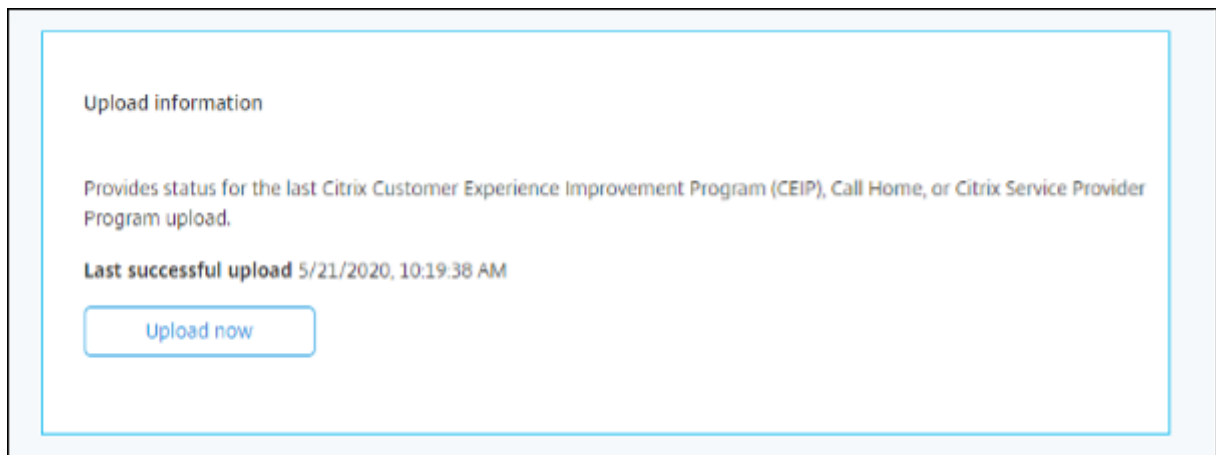 Upload information
Provides status for the last Citrix Customer Experience Improvement Program (CEIP), Call Home, or Citrix Service Provider
Program upload.
Last successful upload 5/21/2020, 10:19:38 AM
Upload now